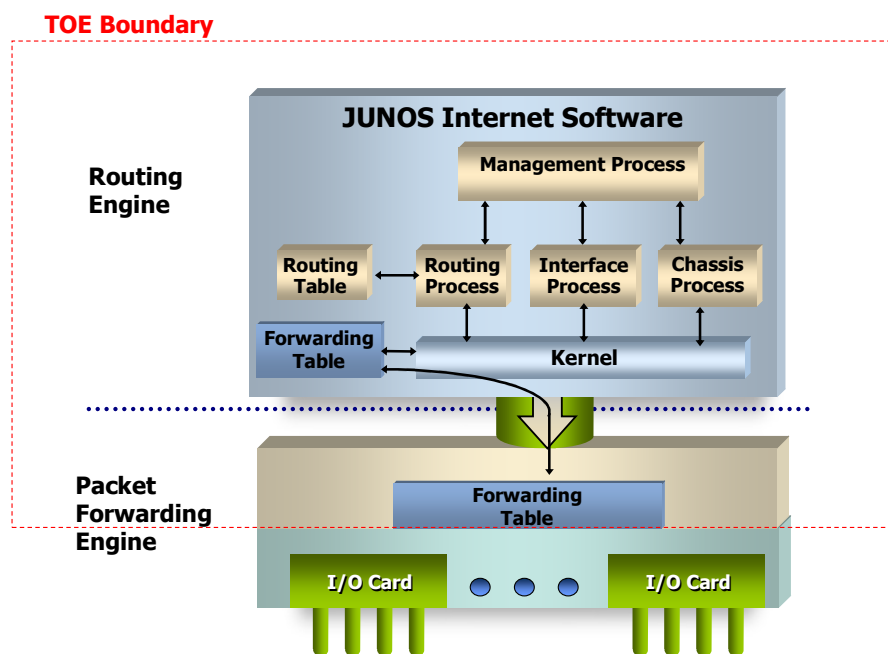 TOE Boundary
JUNOS Internet Software
Management Process
Routing
Engine
Routing
Table
Routing
Process
Interface
Process
Chassis
Process
Forwarding
Table
Kernel
Packet
Forwarding
Engine
Forwarding
Table
I/O Card
I/O Card